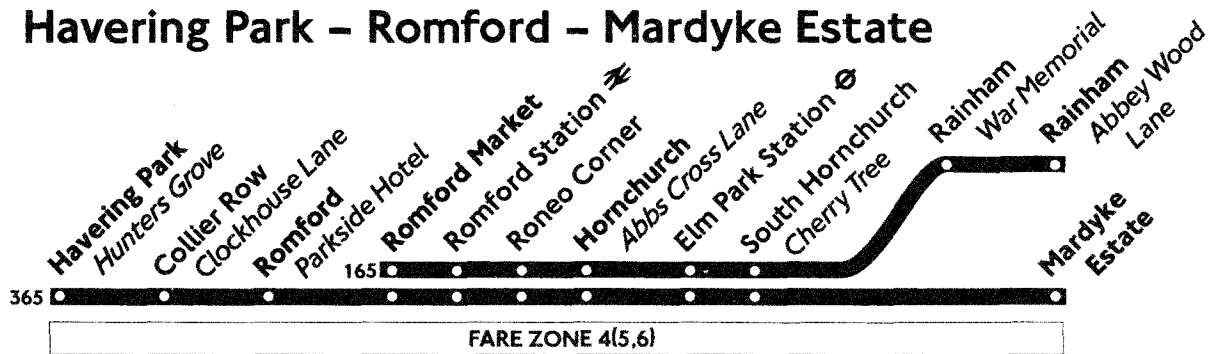 Havering Park – Romford – Mardyke Estate
Havering Park
Hunters Grove
Collier Row
Clockhouse Lane
Romford
Parkside Hotel
Romford Market
Romford Station
Roneo Corner
Hornchurch
Abbs Cross Lane
Elm Park Station
South Hornchurch
Cherry Tree
Rainham
War Memorial
Rainham
Abbey Wood
Lane
Mardyke
Estate
165
365
FARE ZONE 4(5,6)